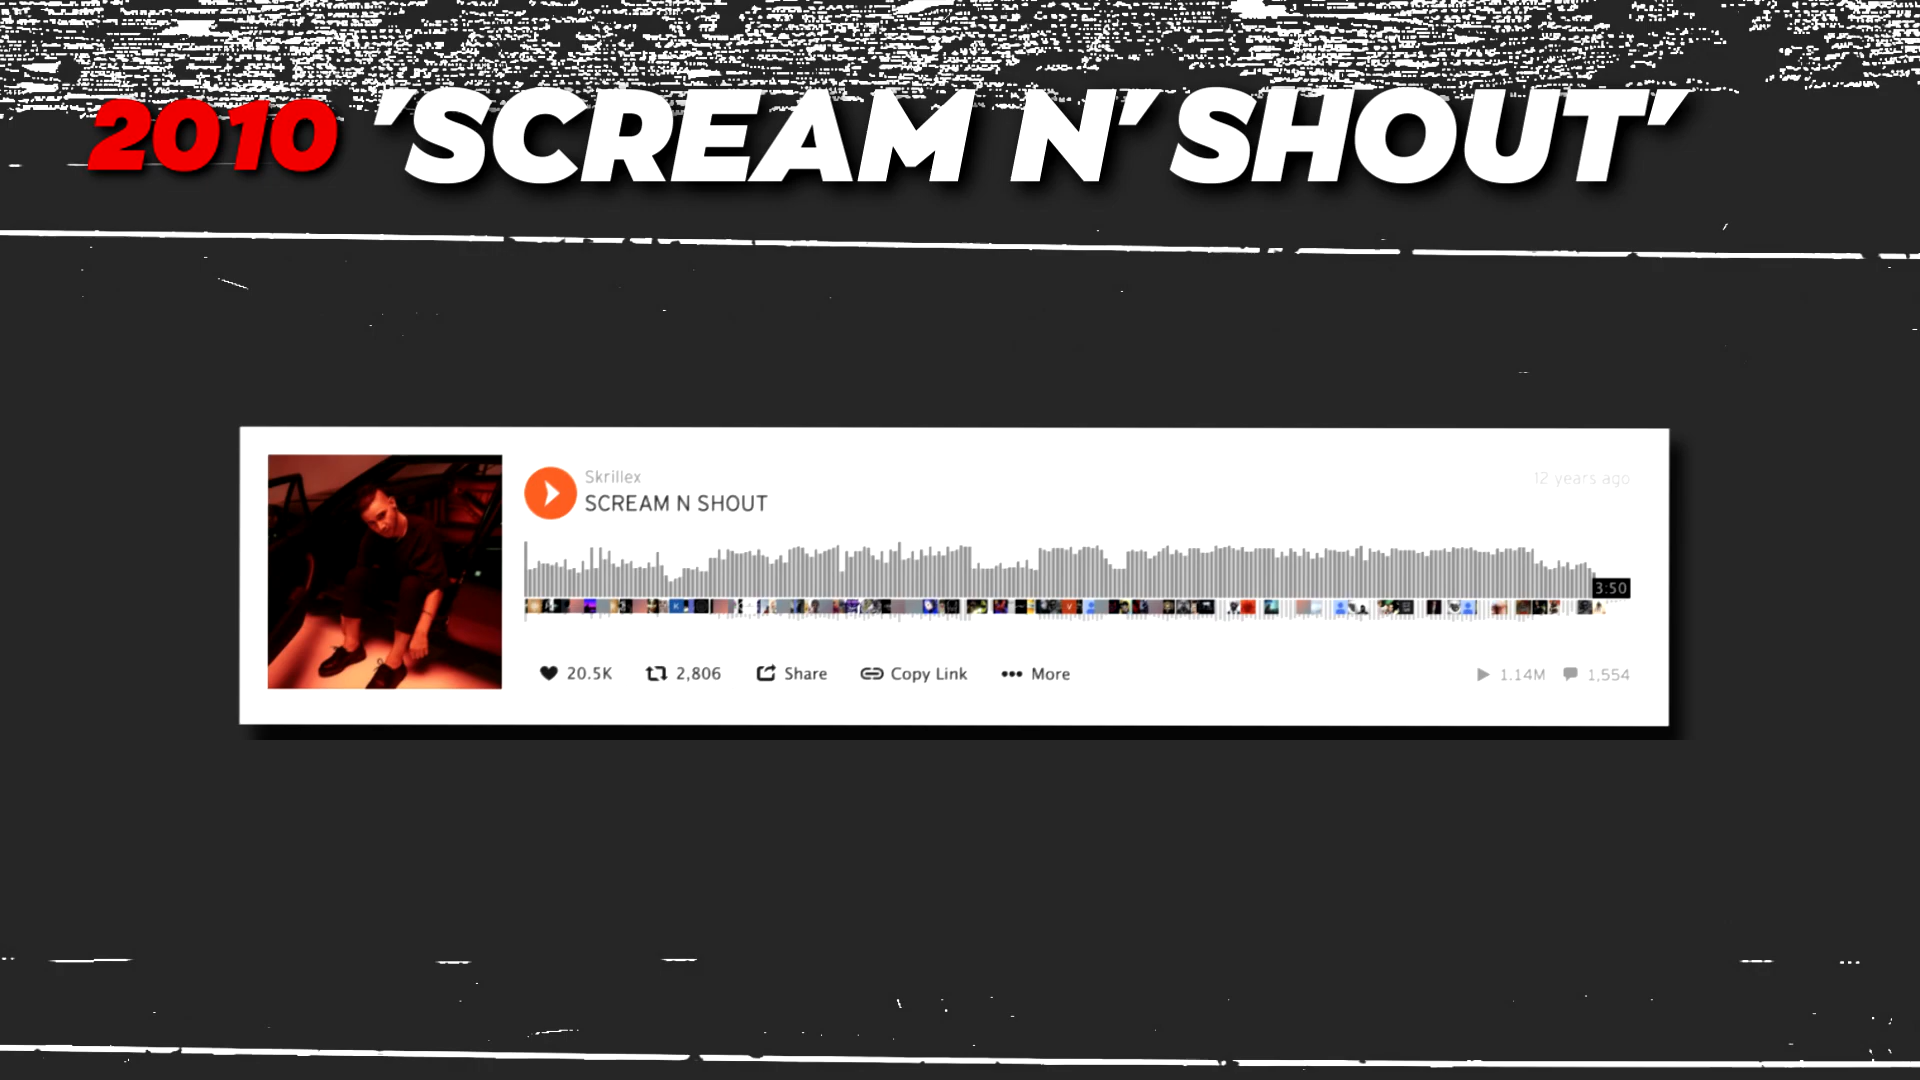 2010 'SCREAM N' SHOUT'
Skrillex
12 years ago
SCREAM N SHOUT
3:50
20.5K
2,806
Share
Copy Link
More
1.14M
1,554